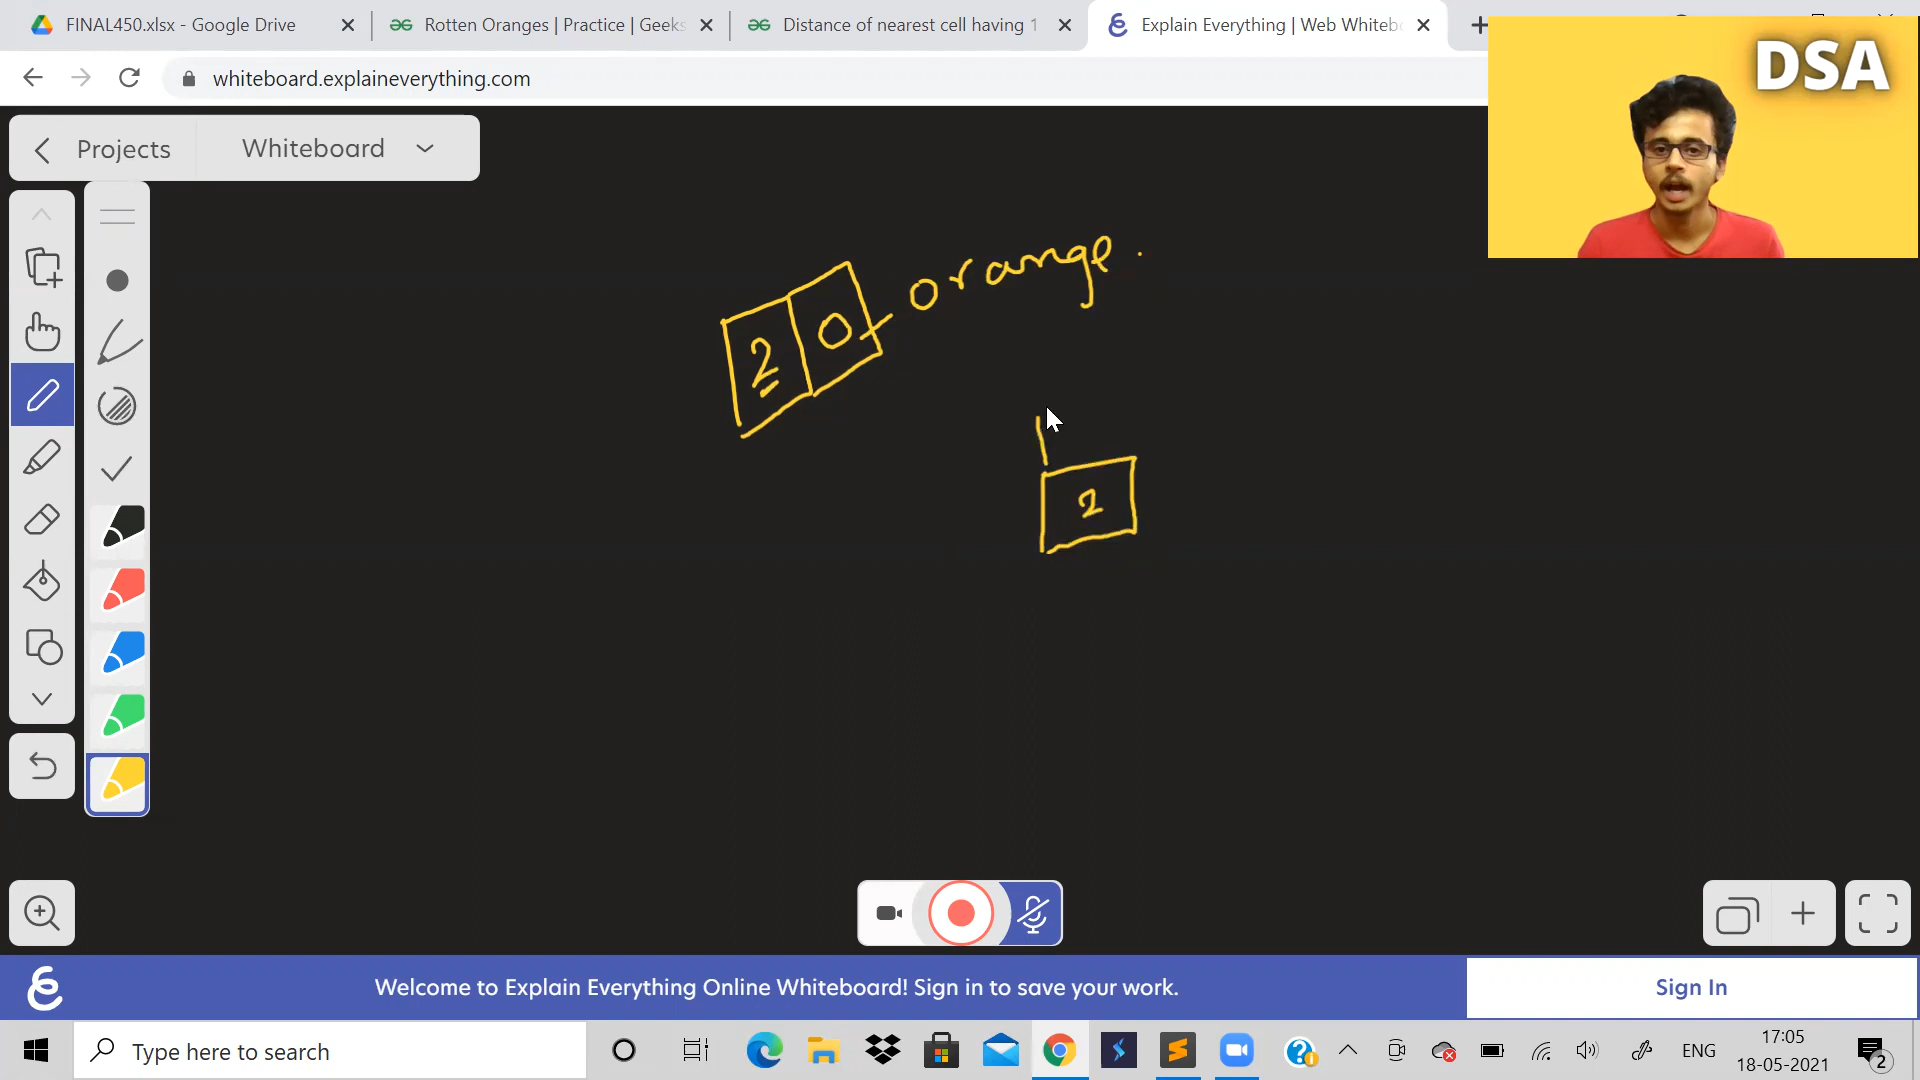 FINAL450.xlsx - Google Drive
Rotten Oranges | Practice | Geeks
Distance of nearest cell having 1
Explain Everything | Web Whitebo
whiteboard.explaineverything.com
DSA
Projects
Whiteboard
orange.
2 0
2
Welcome to Explain Everything Online Whiteboard! Sign in to save your work.
Sign In
Type here to search
ENG
17:05
18-05-2021
2